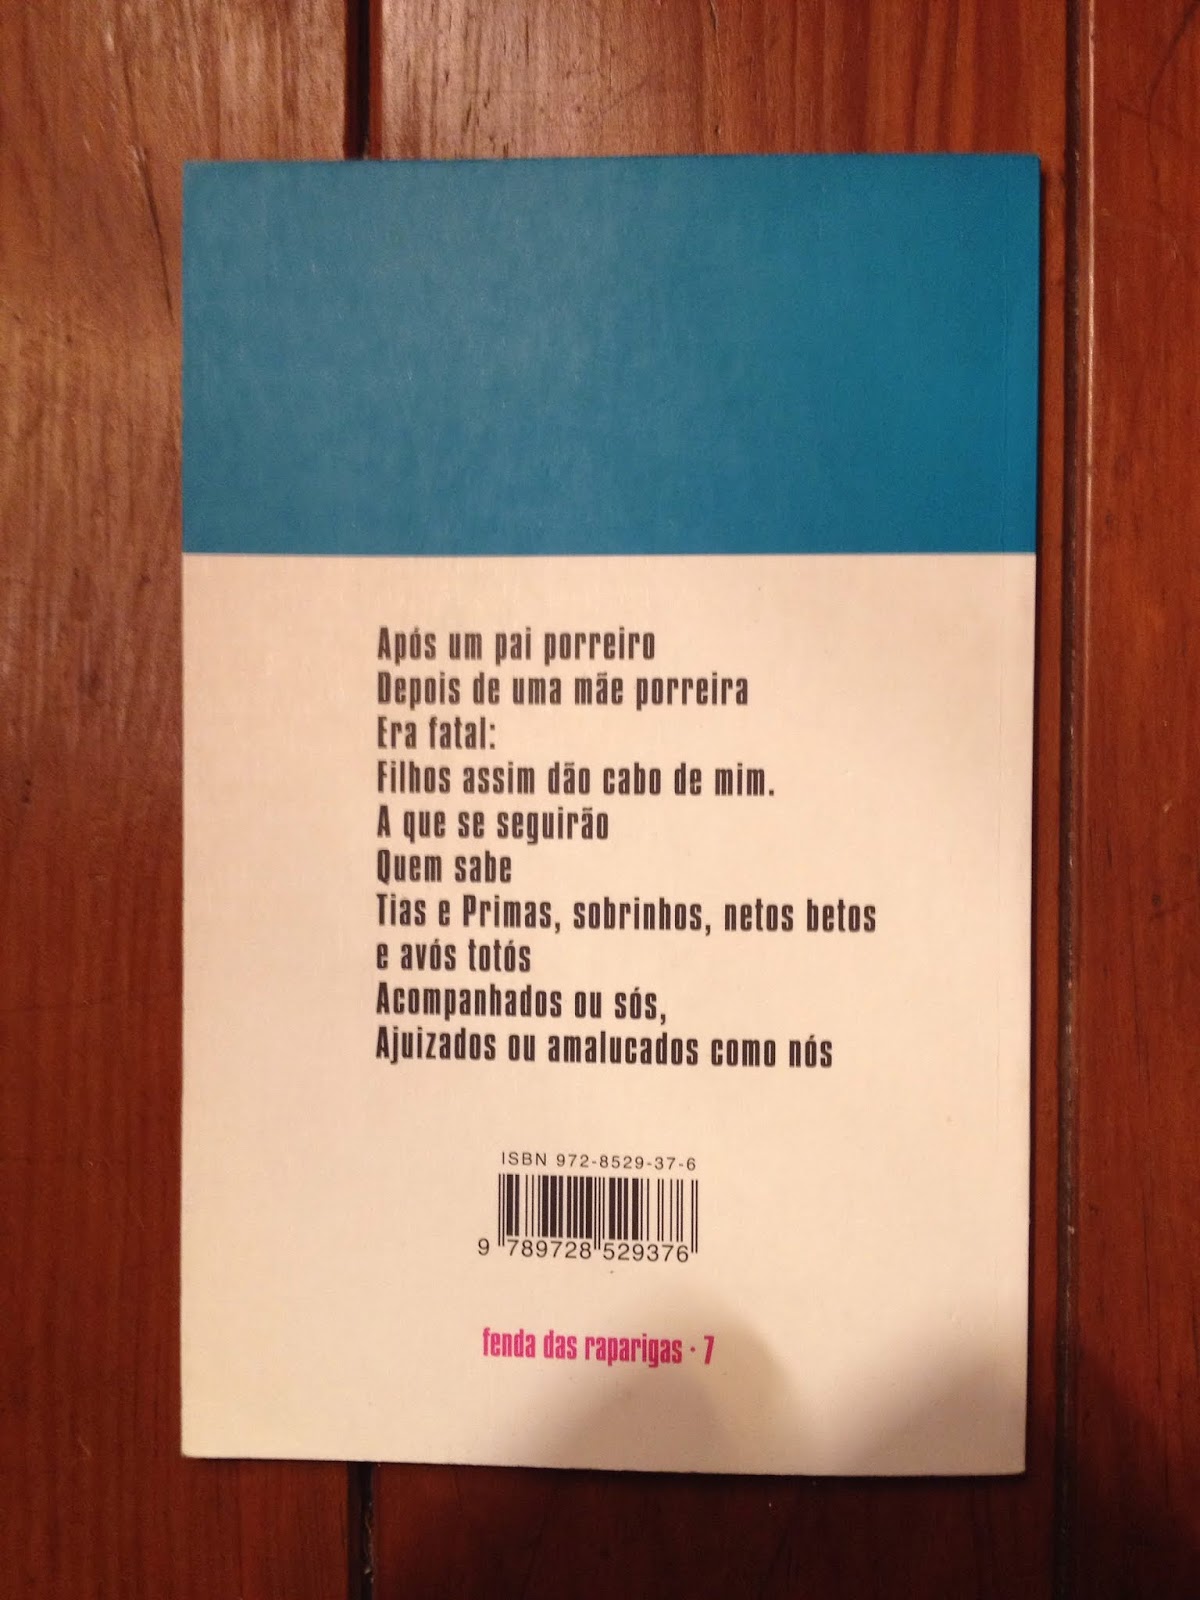 Após um pai porreiro
Depois de uma mãe porreira
Era fatal:
Filhos assim dão cabo de mim.
A que se seguirão
Quem sabe
Tias e Primas, sobrinhos, netos betos
e avós totós
Acompanhados ou sós,
Ajuizados ou amalucados como nós
ISBN 972-8529-37-6
9 789728 529376
fenda das raparigas · 7